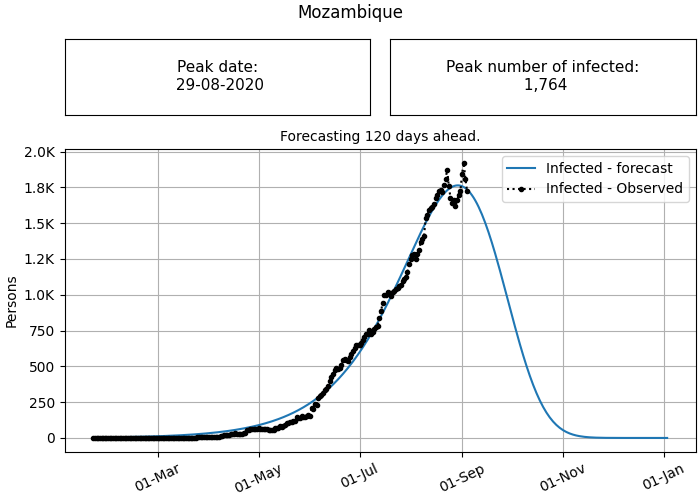 Mozambique
Peak date:
29-08-2020
Peak number of infected:
1,764
Forecasting 120 days ahead.
2.0K
1.8K
1.5K
1.2K
1.0K
750
500
250
0
Persons
Infected - forecast
Infected - Observed
01-Mar
01-May
01-Jul
01-Sep
01-Nov
01-Jan